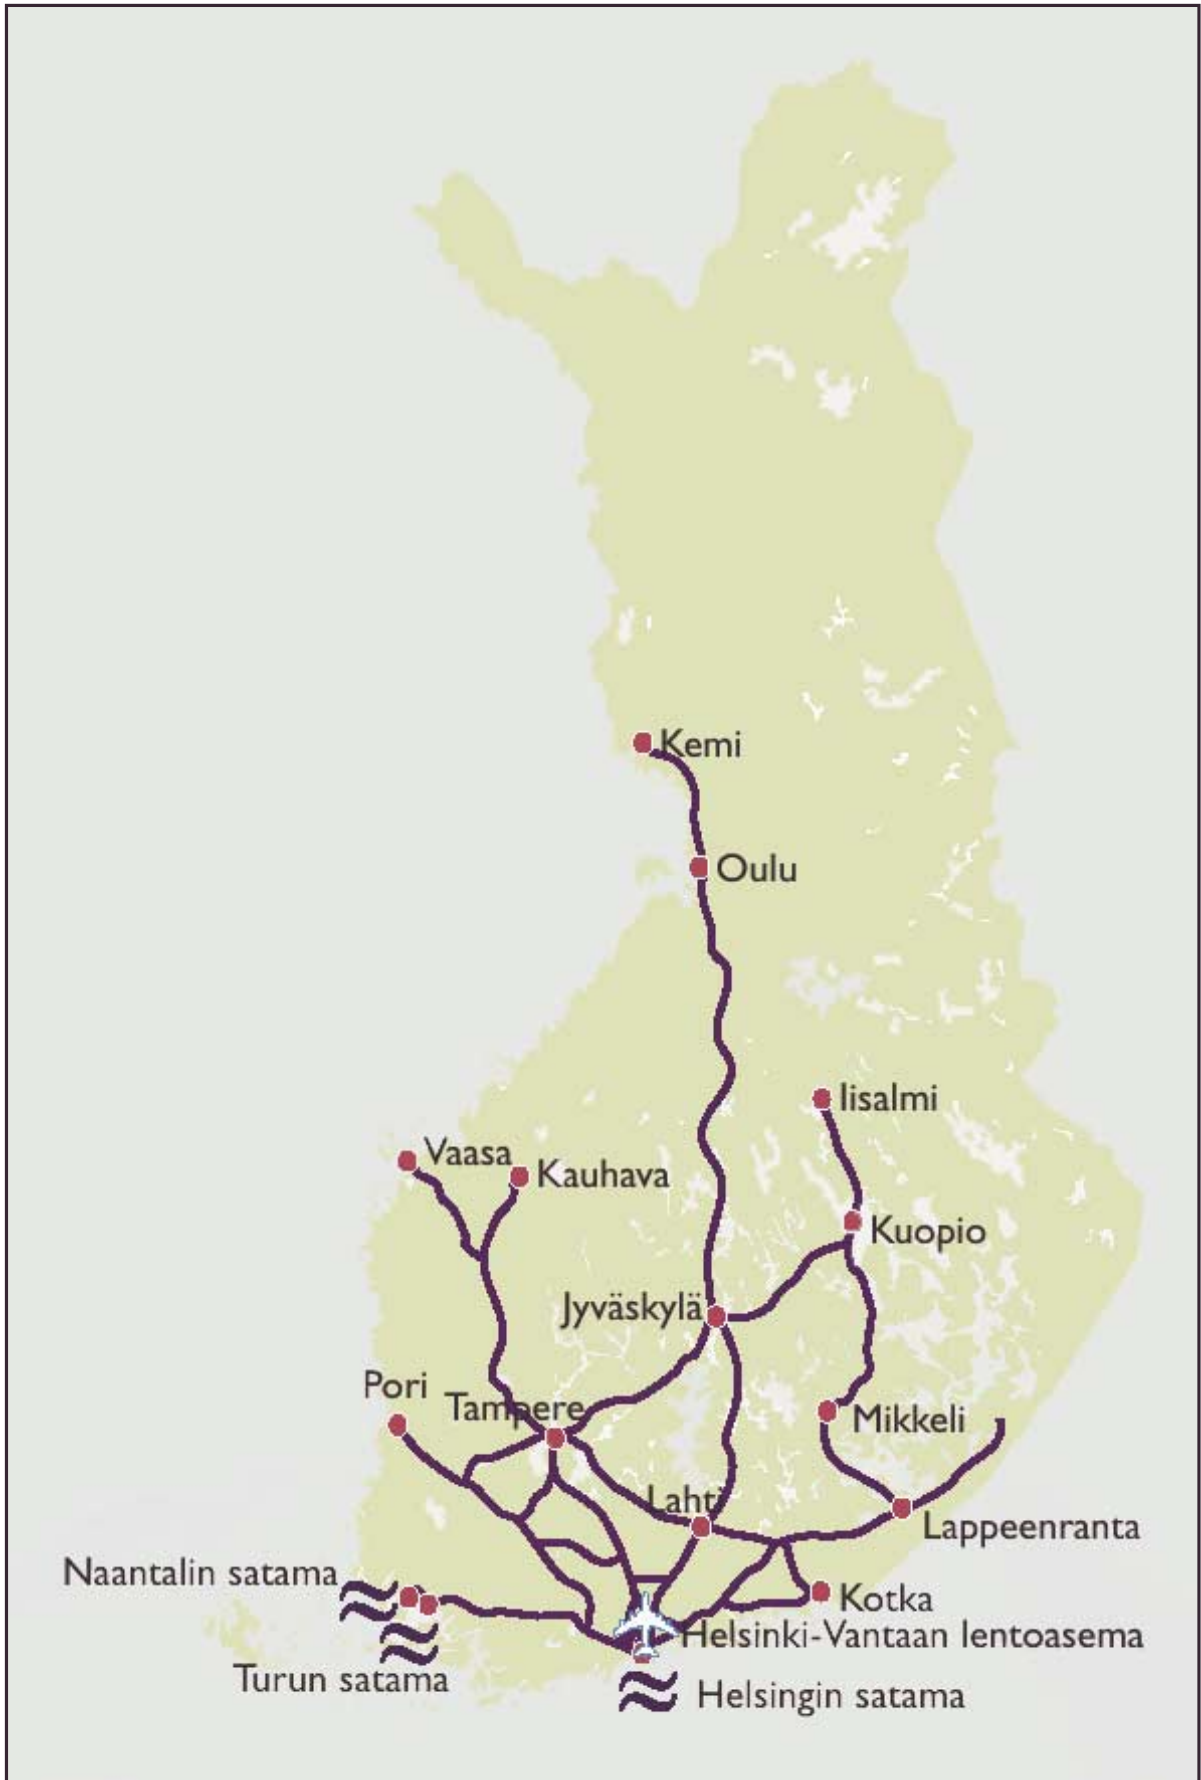 Kemi
Oulu
Iisalmi
Vaasa
Kauhava
Kuopio
Jyväskylä
Pori
Tampere
Mikkeli
Lahti
Lappeenranta
Naantalin satama
Kotka
Helsinki-Vantaan lentoasema
Turun satama
Helsingin satama